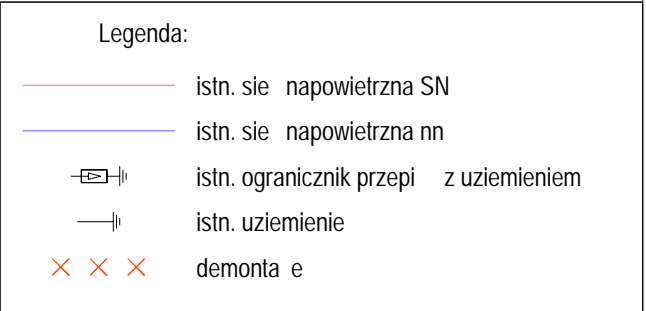 Legenda:
istn. sie napowietrzna SN
istn. sie napowietrzna nn
istn. ogranicznik przepi z uziemieniem
istn. uziemienie
demonta e